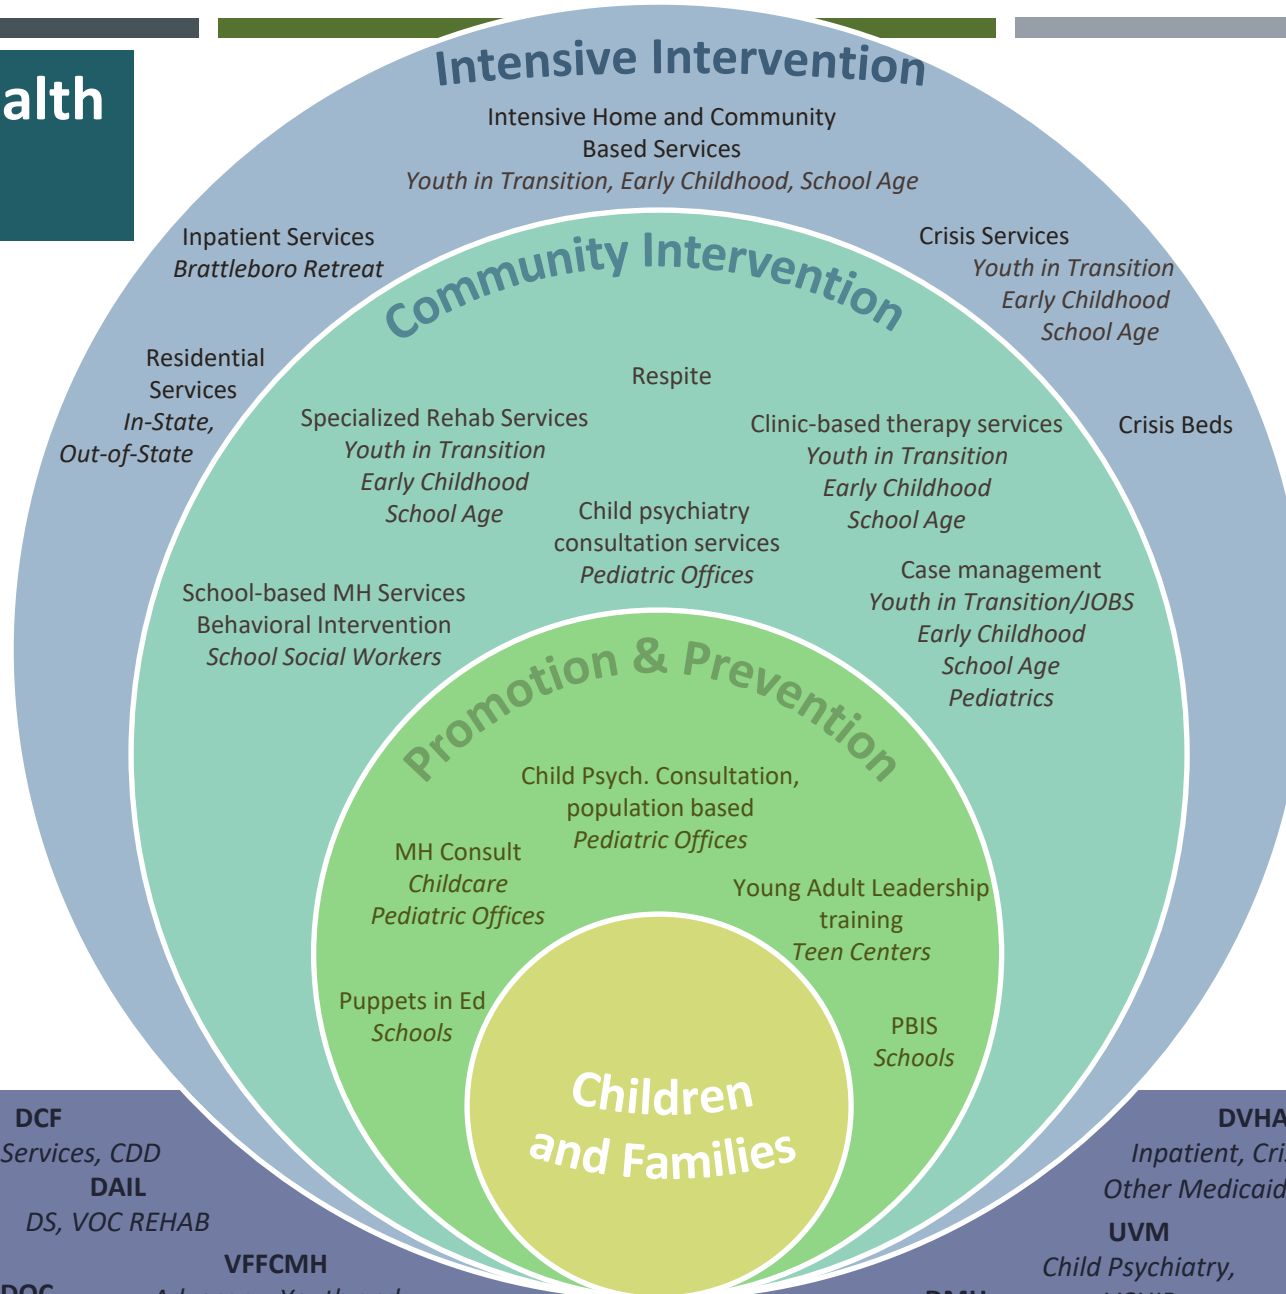 alth
Intensive Intervention
Intensive Home and Community
Based Services
Youth in Transition, Early Childhood, School Age
Inpatient Services
Brattleboro Retreat
Crisis Services
Youth in Transition
Early Childhood
School Age
Residential
Services
In-State,
Out-of-State
Crisis Beds
Community Intervention
Respite
Specialized Rehab Services
Youth in Transition
Early Childhood
School Age
Clinic-based therapy services
Youth in Transition
Early Childhood
School Age
Child psychiatry
consultation services
Pediatric Offices
School-based MH Services
Behavioral Intervention
School Social Workers
Case management
Youth in Transition/JOBS
Early Childhood
School Age
Pediatrics
Promotion & Prevention
Child Psych. Consultation,
population based
Pediatric Offices
MH Consult
Childcare
Pediatric Offices
Young Adult Leadership
training
Teen Centers
Puppets in Ed
Schools
PBIS
Schools
Children
and Families
DCF
Services, CDD
DAIL
DS, VOC REHAB
VFFCMH
DVHA
Inpatient, Cris
Other Medicaid
UVM
Child Psychiatry,